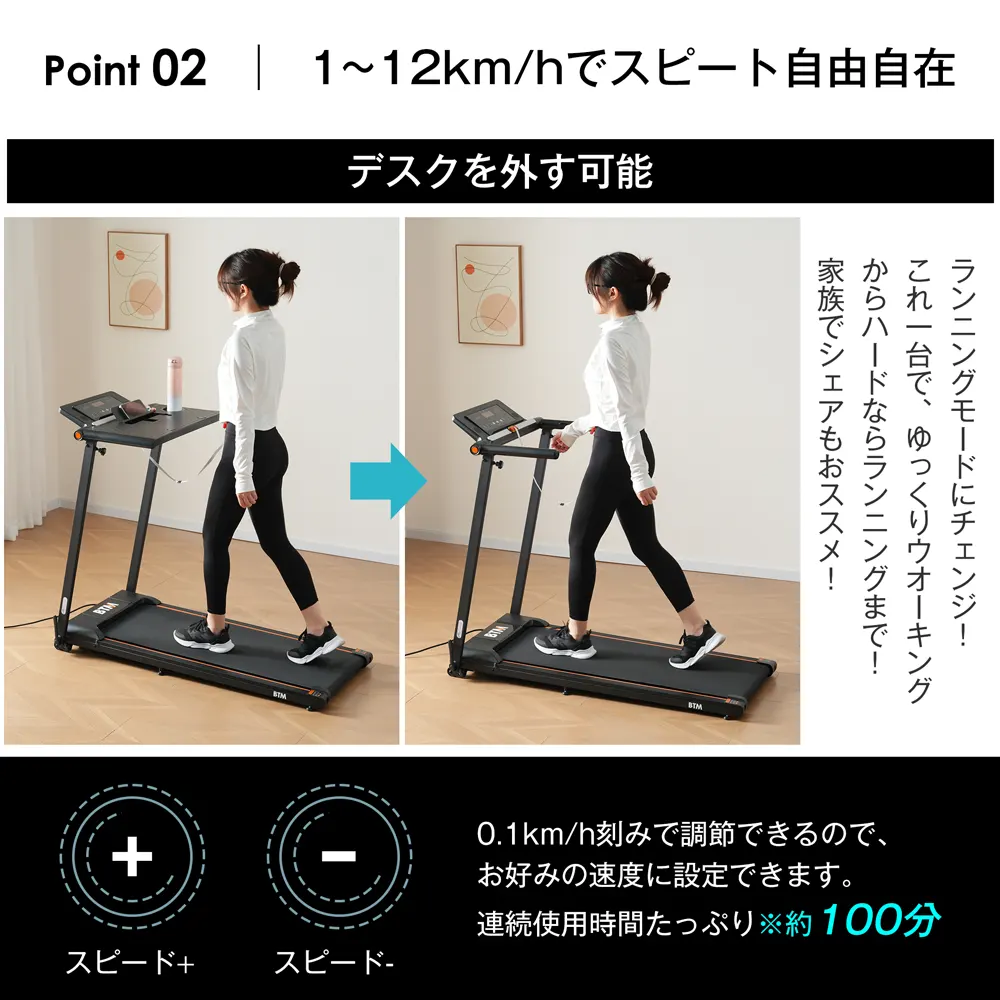 Point 02
1～12km/hでスピート自由自在
デスクを外す可能
ランニングモードにチェンジ！
これ一台で、ゆっくりウオーキング
からハードならランニングまで！
家族でシェアもおススメ！
BTM
BTM
BTM
BTM
+
スピード+
-
スピード-
0.1km/h刻みで調節できるので、
お好みの速度に設定できます。
連続使用時間たっぷり※約100分